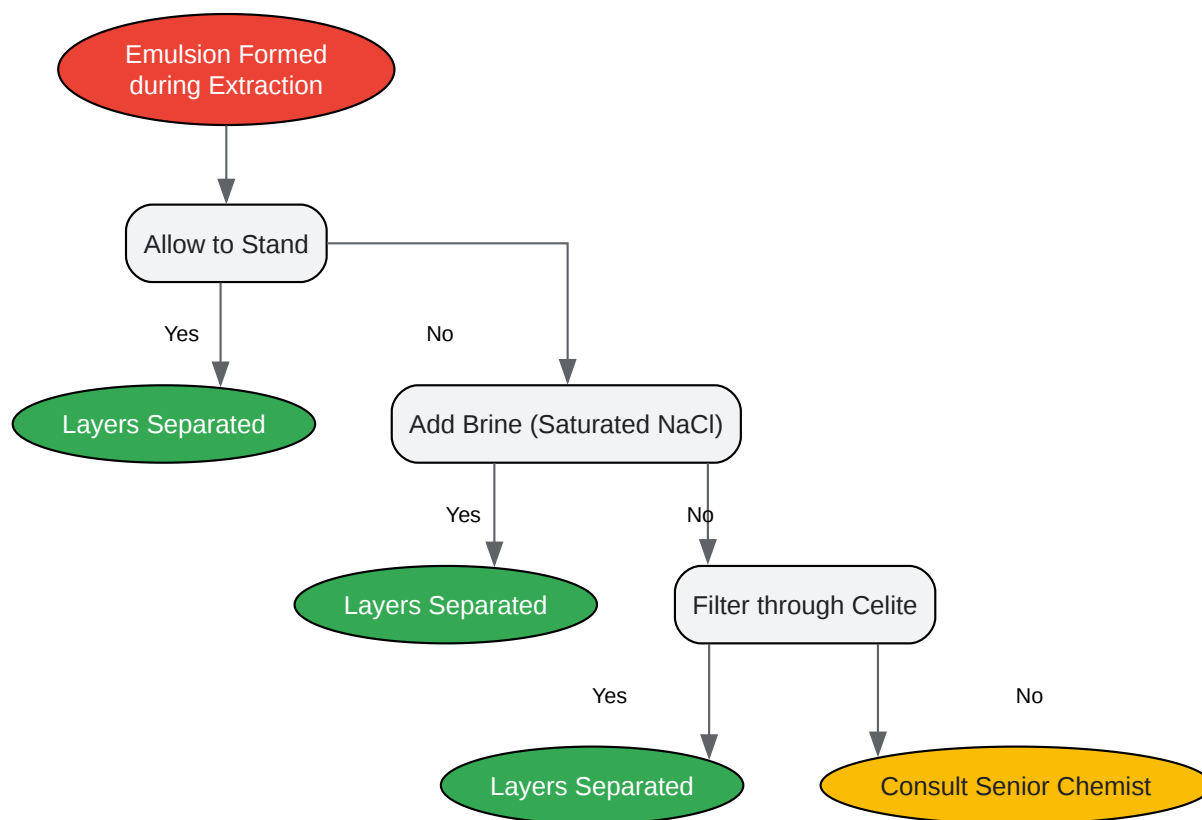 Emulsion Formed
during Extraction
Allow to Stand
Yes
No
Layers Separated
Add Brine (Saturated NaCl)
Yes
No
Layers Separated
Filter through Celite
Yes
No
Layers Separated
Consult Senior Chemist